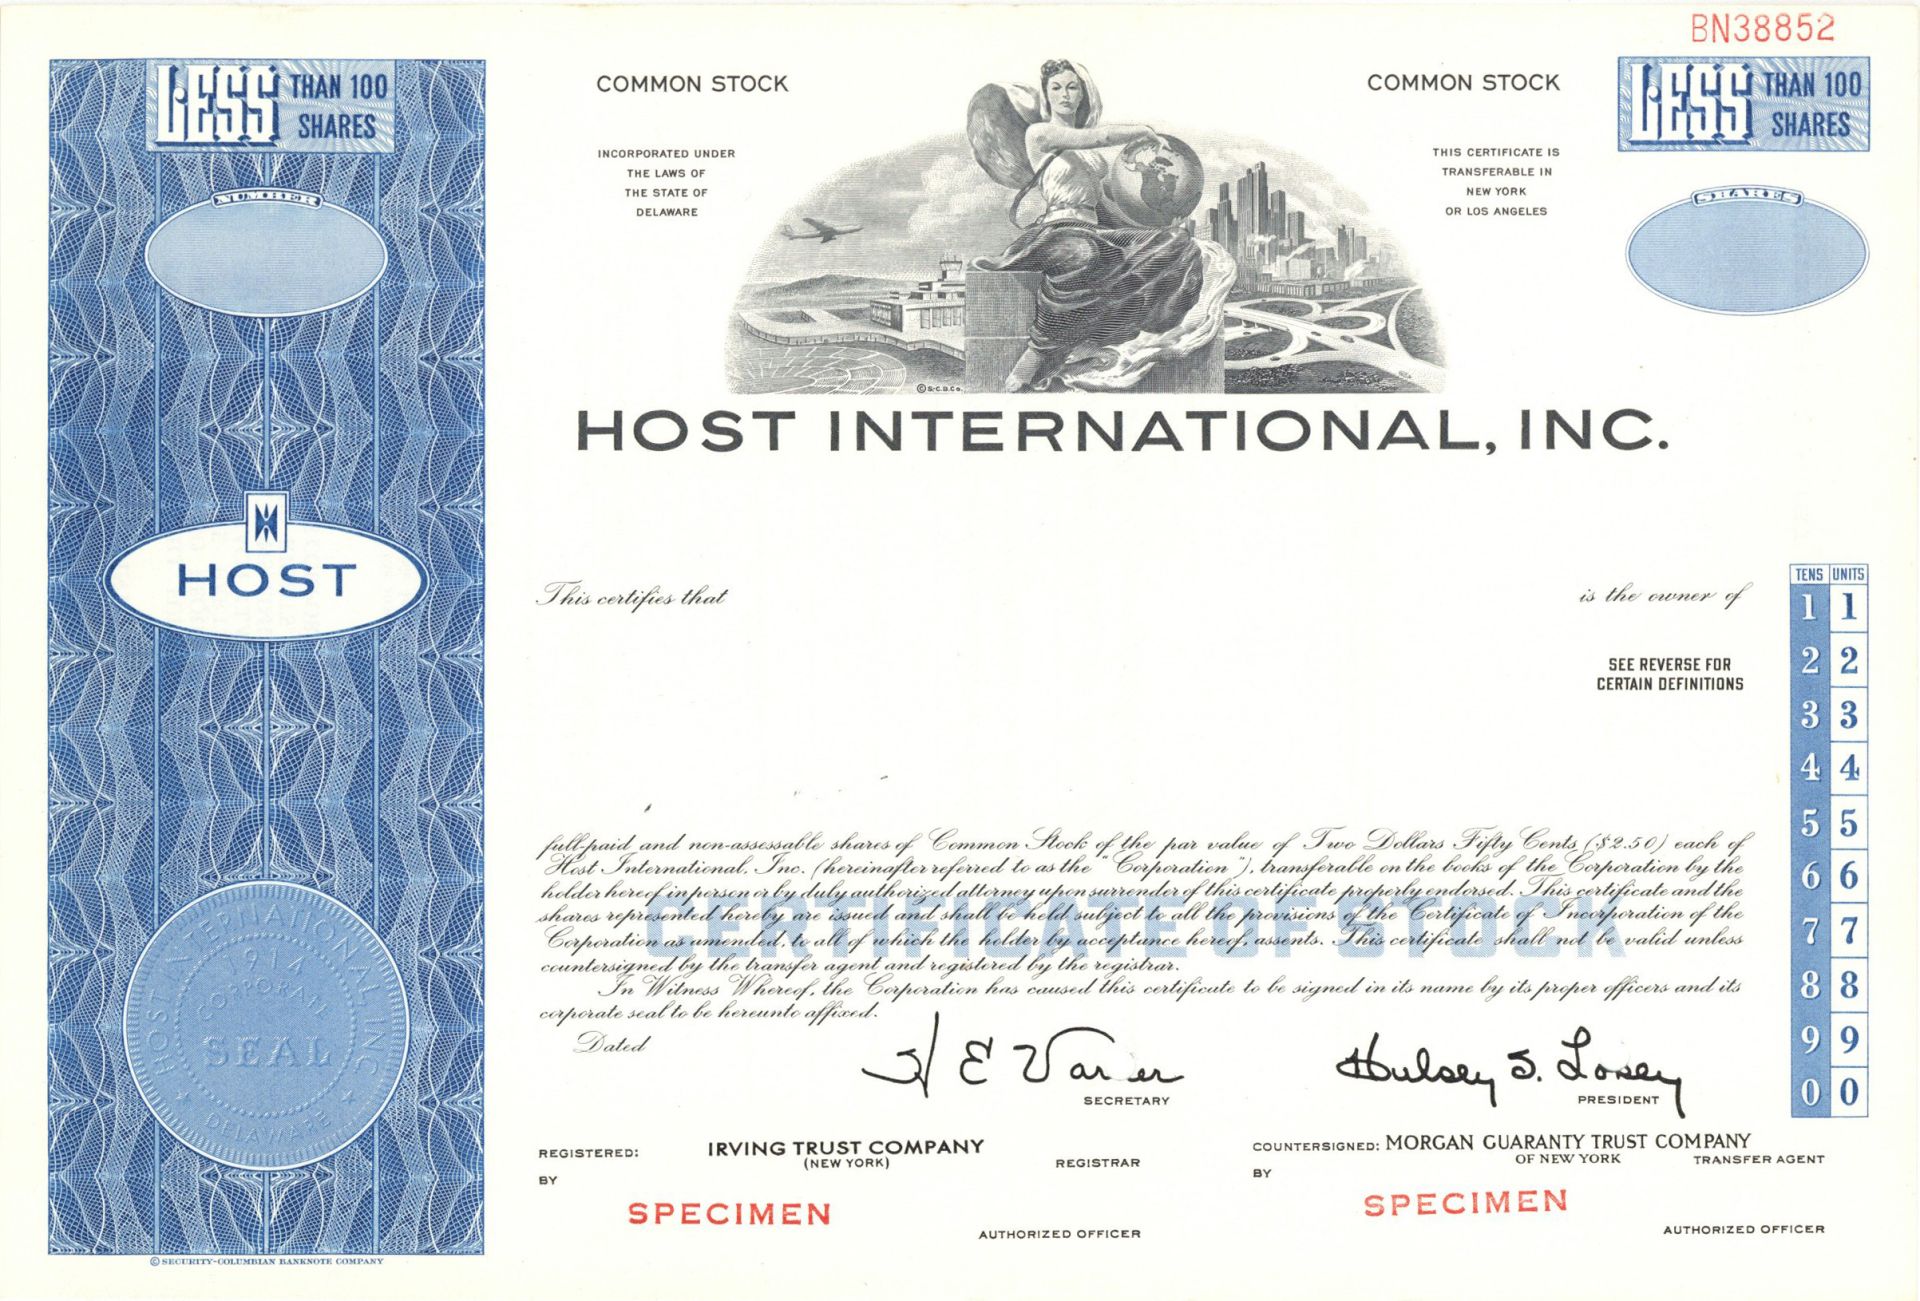 BN38852
LESS THAN 100
SHARES
COMMON STOCK
COMMON STOCK
LESS THAN 100
SHARES
INCORPORATED UNDER
THE LAWS OF
THE STATE OF
DELAWARE
THIS CERTIFICATE IS
TRANSFERABLE IN
NEW YORK
OR LOS ANGELES
NUMBER
SHARES
© S-C.B.Co.
HOST INTERNATIONAL, INC.
HOST
This certifies that
is the owner of
SEE REVERSE FOR
CERTAIN DEFINITIONS
TENS UNITS
1 1
2 2
3 3
4 4
5 5
6 6
7 7
8 8
9 9
0 0
full-paid and non-assessable shares of Common Stock of the par value of Two Dollars Fifty Cents ($2.50) each of
Host International, Inc. (hereinafter referred to as the "Corporation"), transferable on the books of the Corporation by the
holder hereof in person or by duly authorized attorney upon surrender of this certificate properly endorsed. This certificate and the
shares represented hereby are issued and shall be held subject to all the provisions of the Certificate of Incorporation of the
Corporation as amended, to all of which the holder by acceptance hereof, assents. This certificate shall not be valid unless
countersigned by the transfer agent and registered by the registrar.
In Witness Whereof, the Corporation has caused this certificate to be signed in its name by its proper officers and its
corporate seal to be hereunto affixed.
CERTIFICATE OF STOCK
Dated
H E Varner
SECRETARY
Hulsey S. Lokey
PRESIDENT
HOST INTERNATIONAL, INC.
1914
CORPORATE
SEAL
DELAWARE
REGISTERED:
IRVING TRUST COMPANY
(NEW YORK)
REGISTRAR
BY
SPECIMEN
AUTHORIZED OFFICER
COUNTERSIGNED: MORGAN GUARANTY TRUST COMPANY
OF NEW YORK
TRANSFER AGENT
BY
SPECIMEN
AUTHORIZED OFFICER
© SECURITY-COLUMBIAN BANKNOTE COMPANY